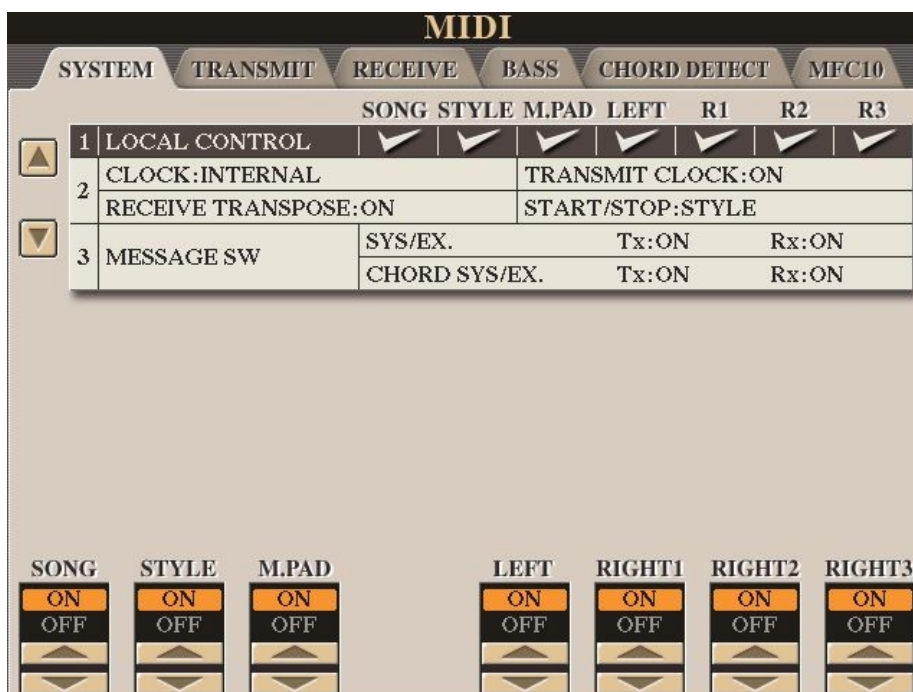 MIDI
SYSTEM TRANSMIT RECEIVE BASS CHORD DETECT MFC10
SONG STYLE M.PAD LEFT R1 R2 R3
1 LOCAL CONTROL
2 CLOCK:INTERNAL TRANSMIT CLOCK:ON
RECEIVE TRANSPOSE:ON START/STOP:STYLE
3 MESSAGE SW SYS/EX. Tx:ON Rx:ON
CHORD SYS/EX. Tx:ON Rx:ON
SONG STYLE M.PAD LEFT RIGHT1 RIGHT2 RIGHT3
ON ON ON ON ON ON ON
OFF OFF OFF OFF OFF OFF OFF